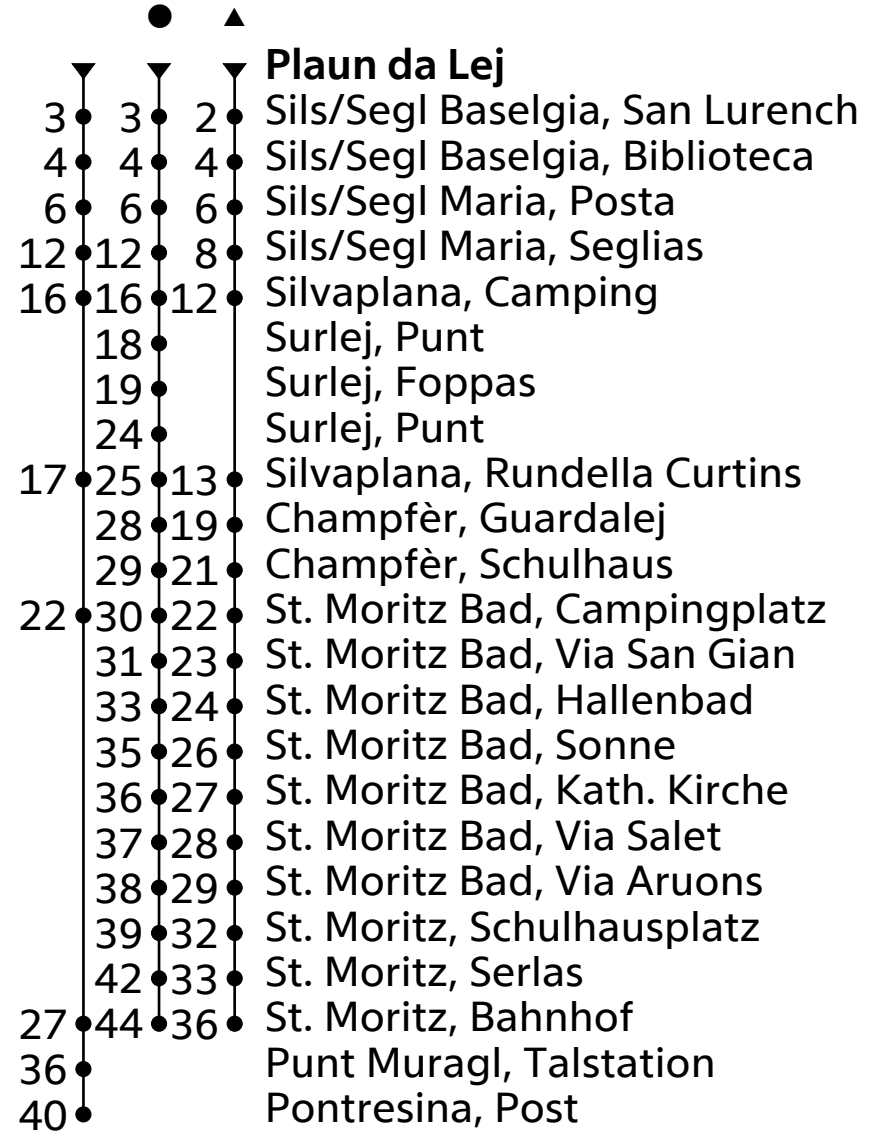 ● ▲
Plaun da Lej
3 3 2 Sils/Segl Baselgia, San Lurench
4 4 4 Sils/Segl Baselgia, Biblioteca
6 6 6 Sils/Segl Maria, Posta
12 12 8 Sils/Segl Maria, Seglias
16 16 12 Silvaplana, Camping
18 Surlej, Punt
19 Surlej, Foppas
24 Surlej, Punt
17 25 13 Silvaplana, Rundella Curtins
28 19 Champfèr, Guardalej
29 21 Champfèr, Schulhaus
22 30 22 St. Moritz Bad, Campingplatz
31 23 St. Moritz Bad, Via San Gian
33 24 St. Moritz Bad, Hallenbad
35 26 St. Moritz Bad, Sonne
36 27 St. Moritz Bad, Kath. Kirche
37 28 St. Moritz Bad, Via Salet
38 29 St. Moritz Bad, Via Aruons
39 32 St. Moritz, Schulhausplatz
42 33 St. Moritz, Serlas
27 44 36 St. Moritz, Bahnhof
36 Punt Muragl, Talstation
40 Pontresina, Post